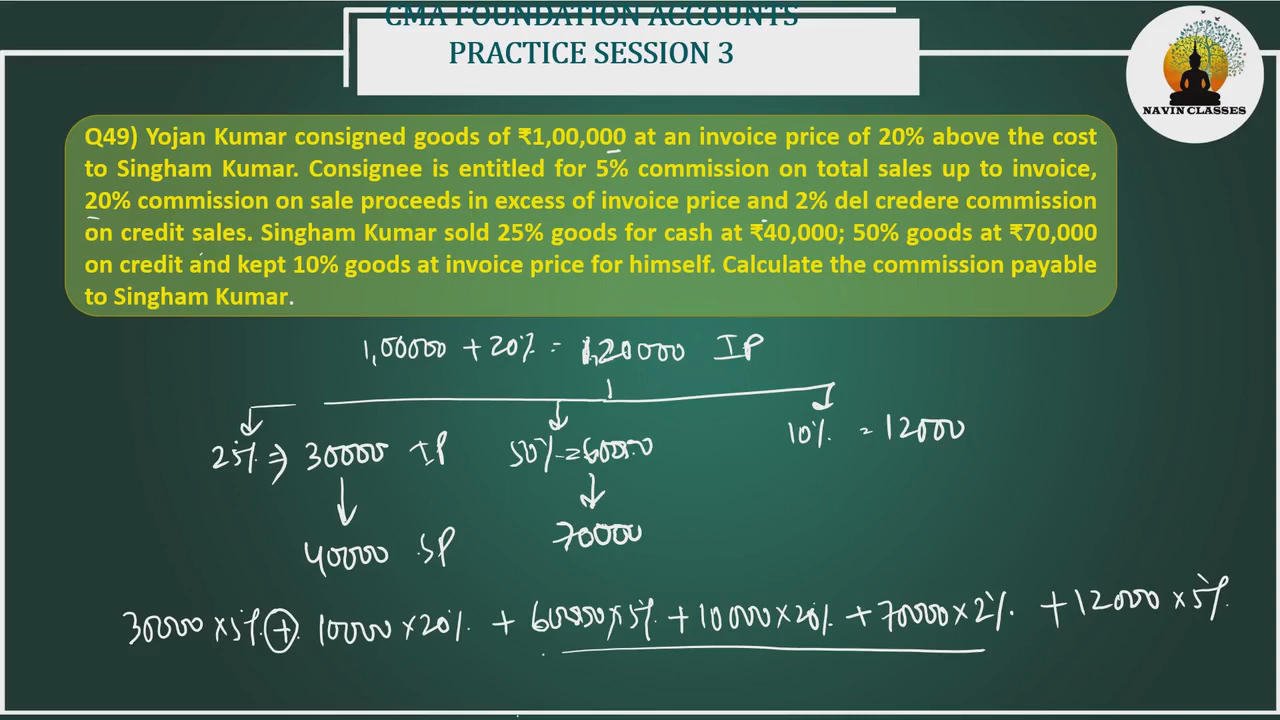 CMA FOUNDATION ACCOUNTS
PRACTICE SESSION 3
NAVIN CLASSES
Q49) Yojan Kumar consigned goods of ₹1,00,000 at an invoice price of 20% above the cost
to Singham Kumar. Consignee is entitled for 5% commission on total sales up to invoice,
20% commission on sale proceeds in excess of invoice price and 2% del credere commission
on credit sales. Singham Kumar sold 25% goods for cash at ₹40,000; 50% goods at ₹70,000
on credit and kept 10% goods at invoice price for himself. Calculate the commission payable
to Singham Kumar.
1,00000 + 20% = 1,20000 IP
25% ⇒ 30000 IP 50% = 60000 10% = 12000
40000 SP 70000
30000 × 5% + 10000 × 20% + 60000 × 5% + 10000 × 20% + 70000 × 2% + 12000 × 5%